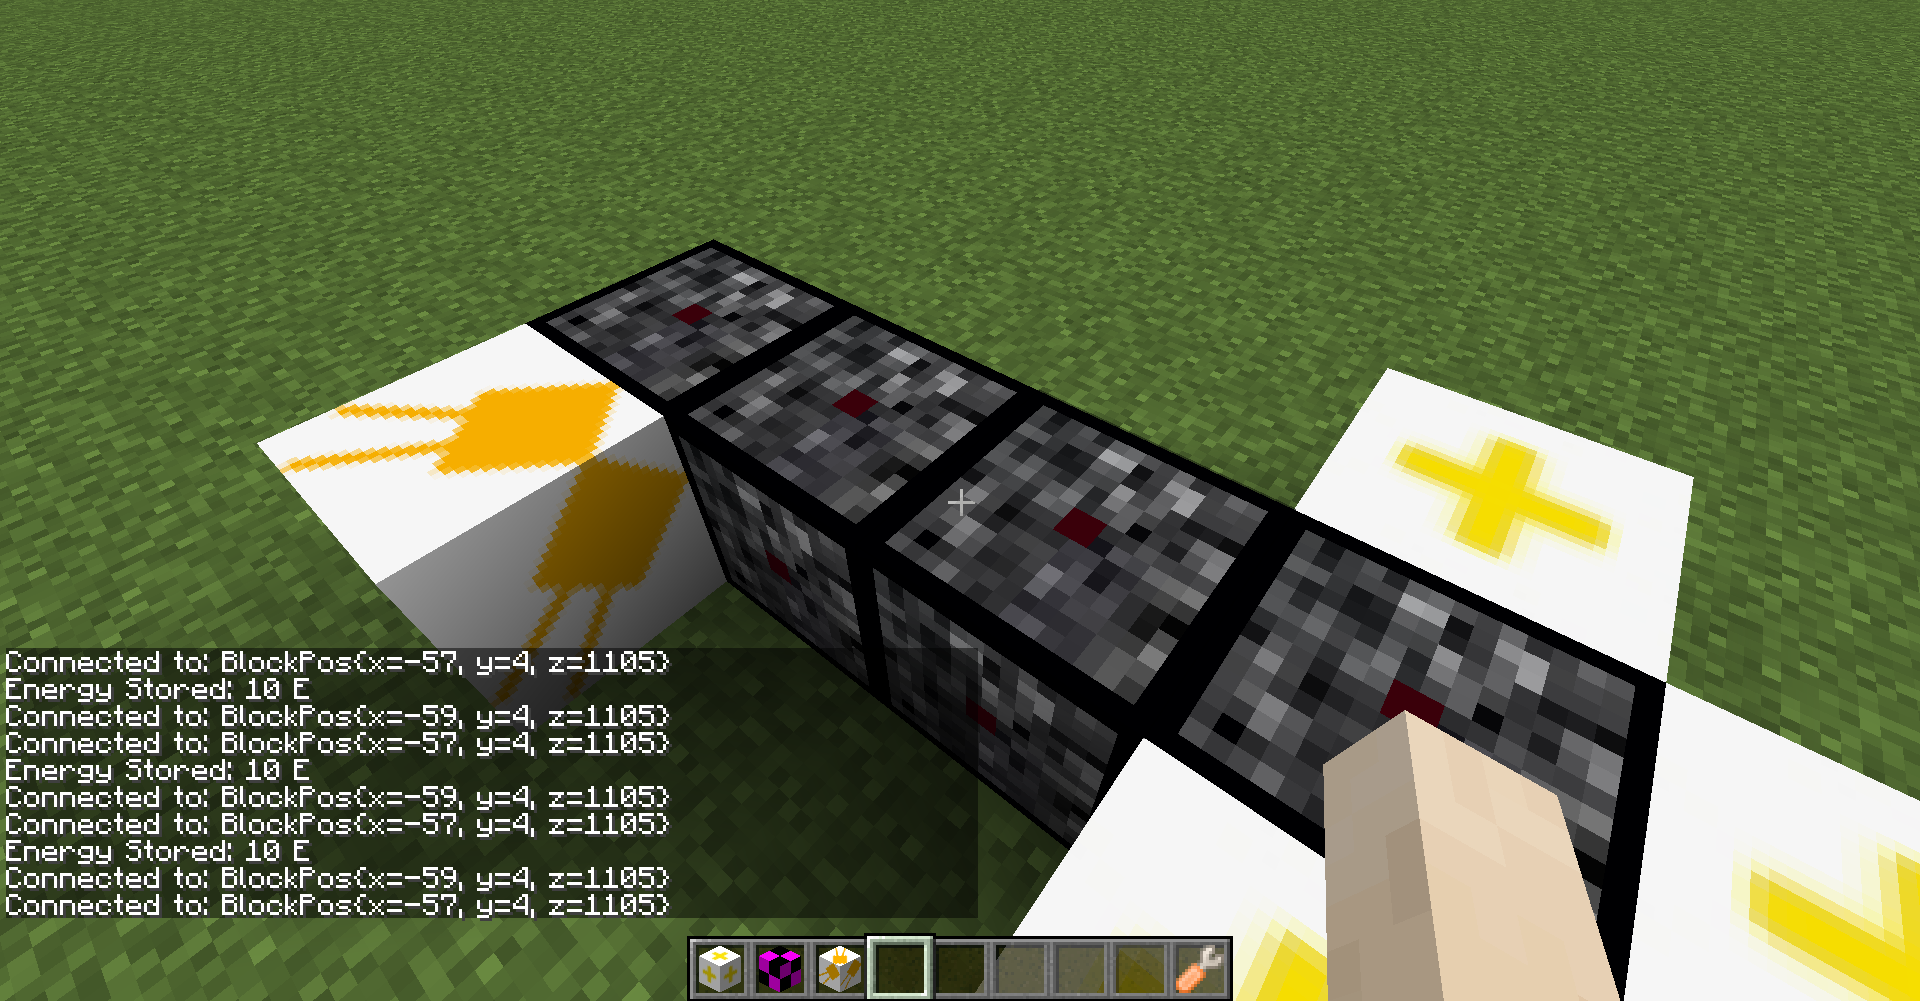 Connected to: BlockPos{x=-57, y=4, z=1105}
Energy Stored: 10 E
Connected to: BlockPos{x=-59, y=4, z=1105}
Connected to: BlockPos{x=-57, y=4, z=1105}
Energy Stored: 10 E
Connected to: BlockPos{x=-59, y=4, z=1105}
Connected to: BlockPos{x=-57, y=4, z=1105}
Energy Stored: 10 E
Connected to: BlockPos{x=-59, y=4, z=1105}
Connected to: BlockPos{x=-57, y=4, z=1105}